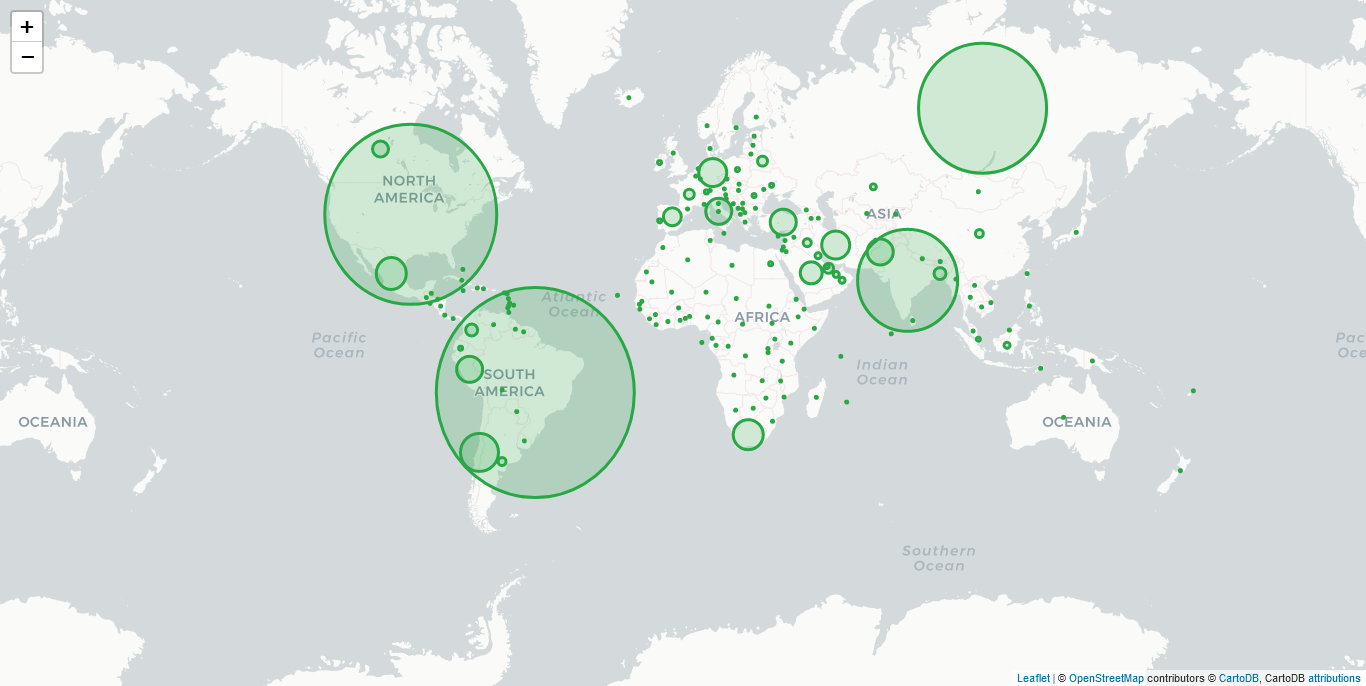 +
−
NORTH
AMERICA
ASIA
Atlantic
Ocean
AFRICA
Pacific
Ocean
Pac
Oce
Indian
Ocean
SOUTH
AMERICA
OCEANIA
OCEANIA
Southern
Ocean
Leaflet | © OpenStreetMap contributors © CartoDB, CartoDB attributions